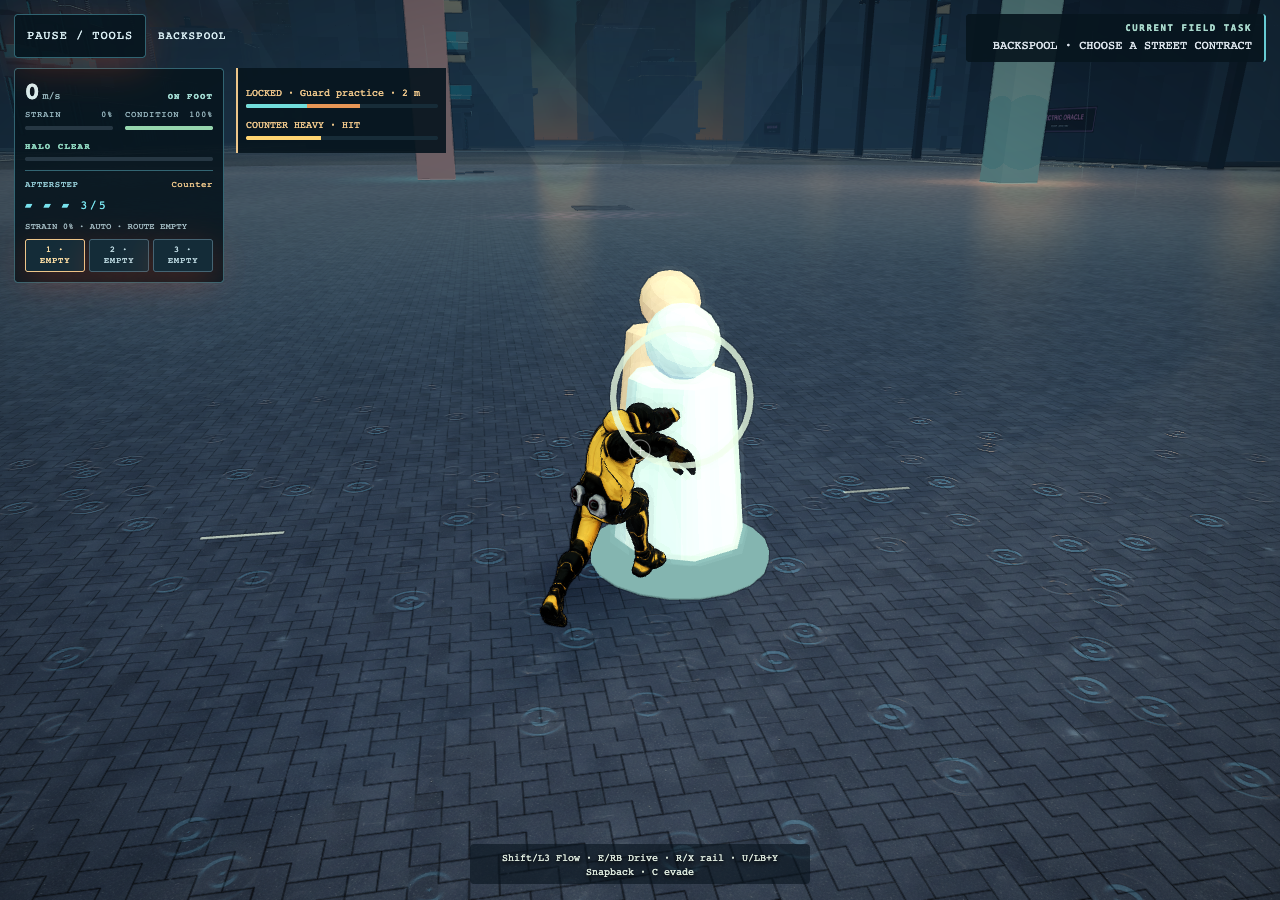 PAUSE / TOOLS
BACKSPOOL
CURRENT FIELD TASK
BACKSPOOL · CHOOSE A STREET CONTRACT
0 m/s
ON FOOT
STRAIN 0%
CONDITION 100%
HALO CLEAR
AFTERSTEP
Counter
3/5
STRAIN 0% · AUTO · ROUTE EMPTY
1 ·
EMPTY
2 ·
EMPTY
3 ·
EMPTY
LOCKED · Guard practice · 2 m
COUNTER HEAVY · HIT
ORACLE
Shift/L3 Flow · E/RB Drive · R/X rail · U/LB+Y
Snapback · C evade